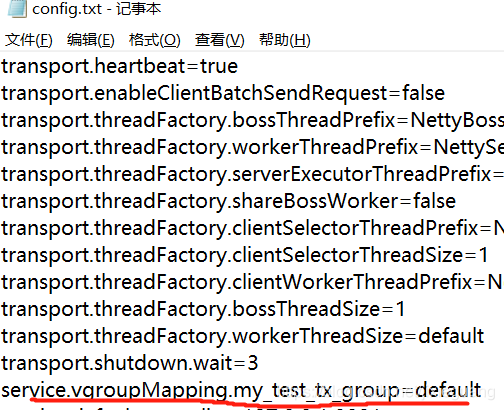 config.txt - 记事本
文件(F) 编辑(E) 格式(O) 查看(V) 帮助(H)
transport.heartbeat=true
transport.enableClientBatchSendRequest=false
transport.threadFactory.bossThreadPrefix=NettyBoss
transport.threadFactory.workerThreadPrefix=NettySe
transport.threadFactory.serverExecutorThreadPrefix=
transport.threadFactory.shareBossWorker=false
transport.threadFactory.clientSelectorThreadPrefix=N
transport.threadFactory.clientSelectorThreadSize=1
transport.threadFactory.clientWorkerThreadPrefix=N
transport.threadFactory.bossThreadSize=1
transport.threadFactory.workerThreadSize=default
transport.shutdown.wait=3
service.vgroupMapping.my_test_tx_group=default